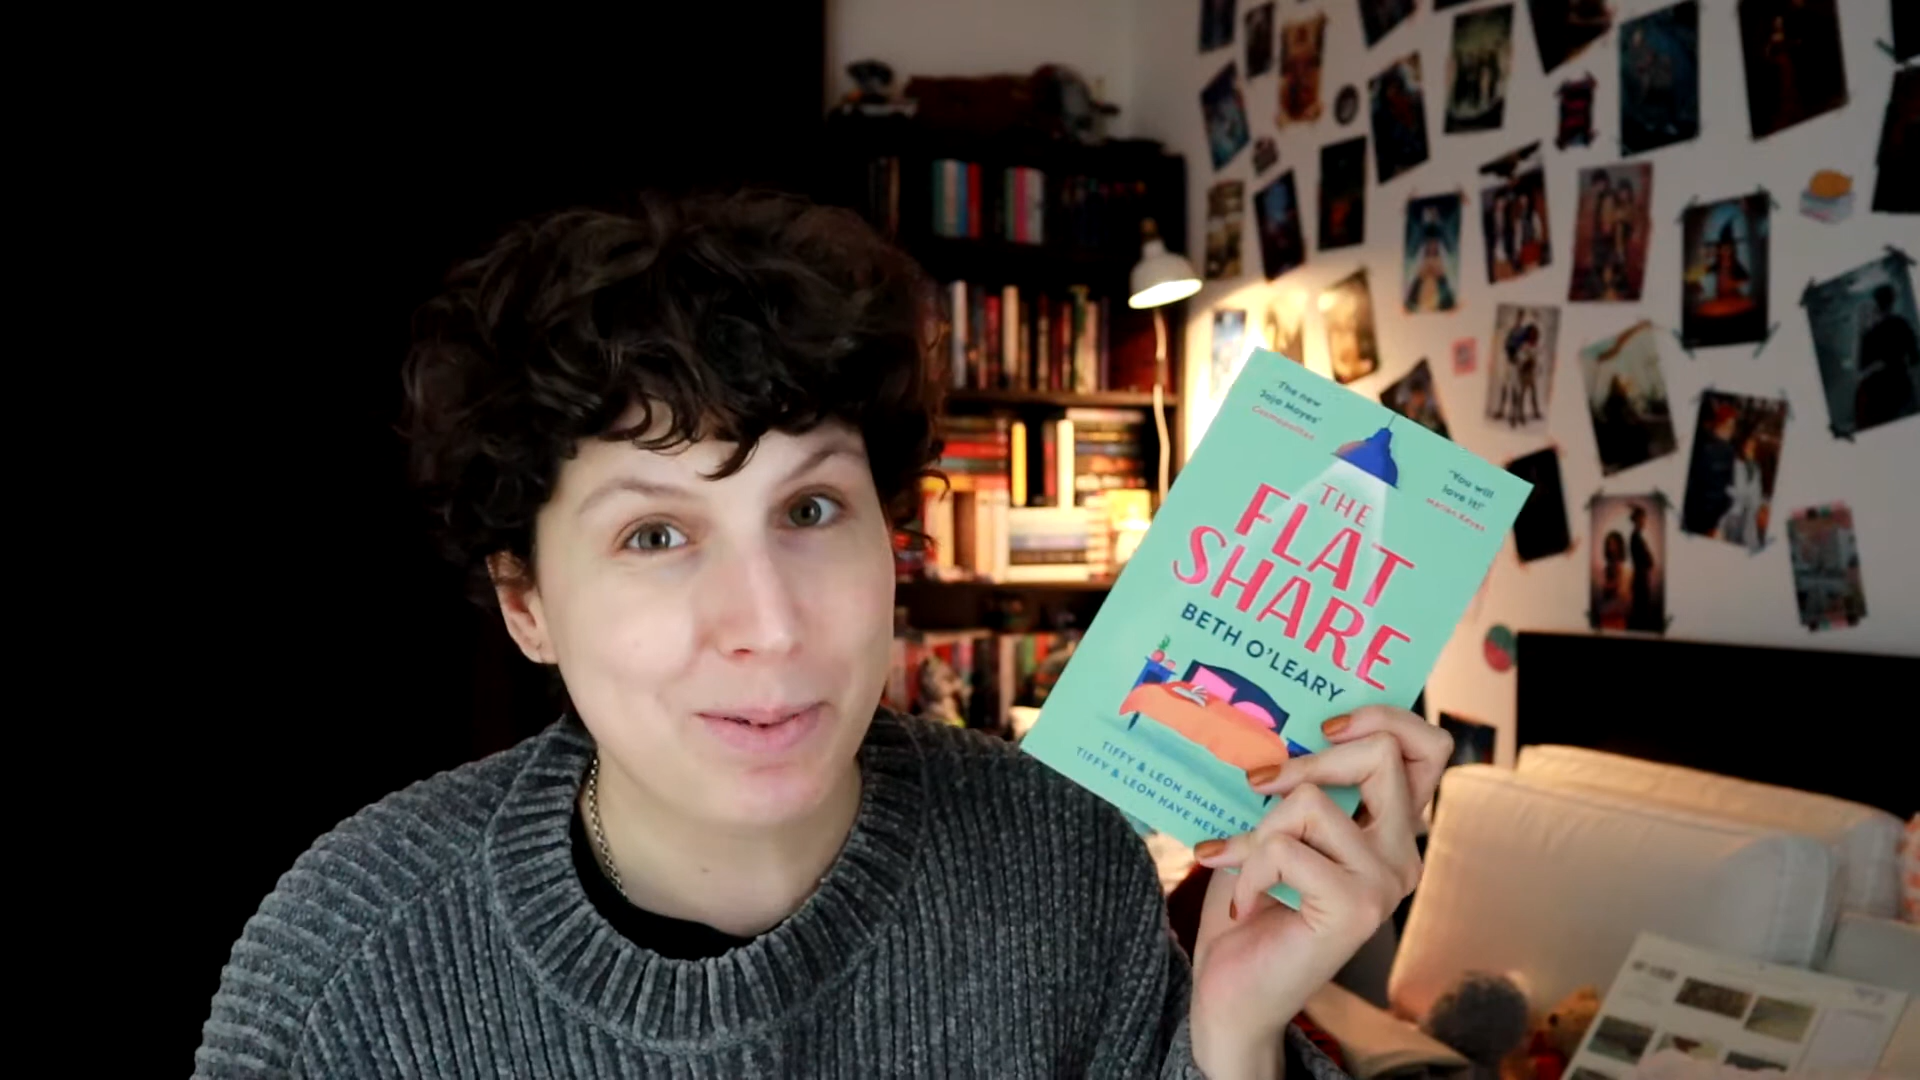 'The new
Jojo Moyes'
Cosmopolitan
'You will
love it!'
Marian Keyes
THE
FLAT
SHARE
BETH O'LEARY
TIFFY & LEON SHARE A
TIFFY & LEON HAVE